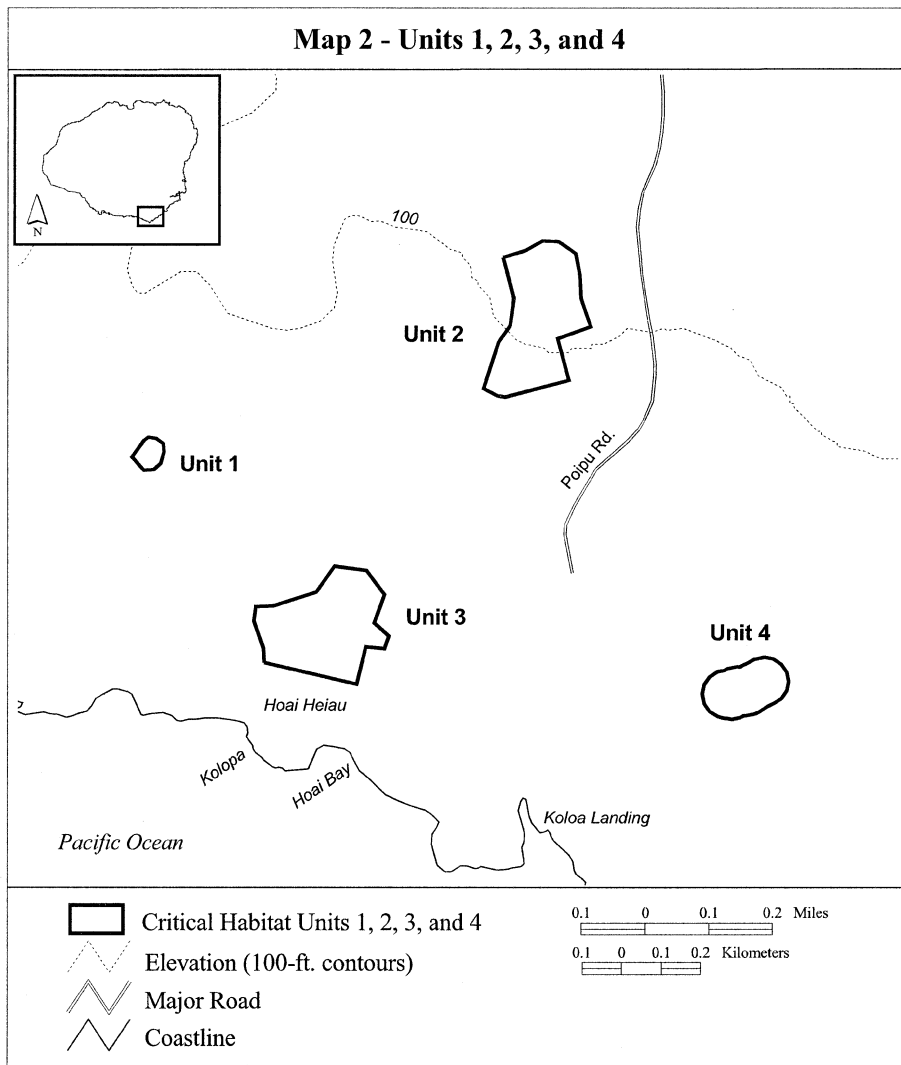 Map 2 - Units 1, 2, 3, and 4
N
100
Unit 2
Poipu Rd.
Unit 1
Unit 3
Unit 4
Hoai Heiau
Kolopa
Hoai Bay
Koloa Landing
Pacific Ocean
Critical Habitat Units 1, 2, 3, and 4
Elevation (100-ft. contours)
Major Road
Coastline
0.1 0 0.1 0.2 Miles
0.1 0 0.1 0.2 Kilometers